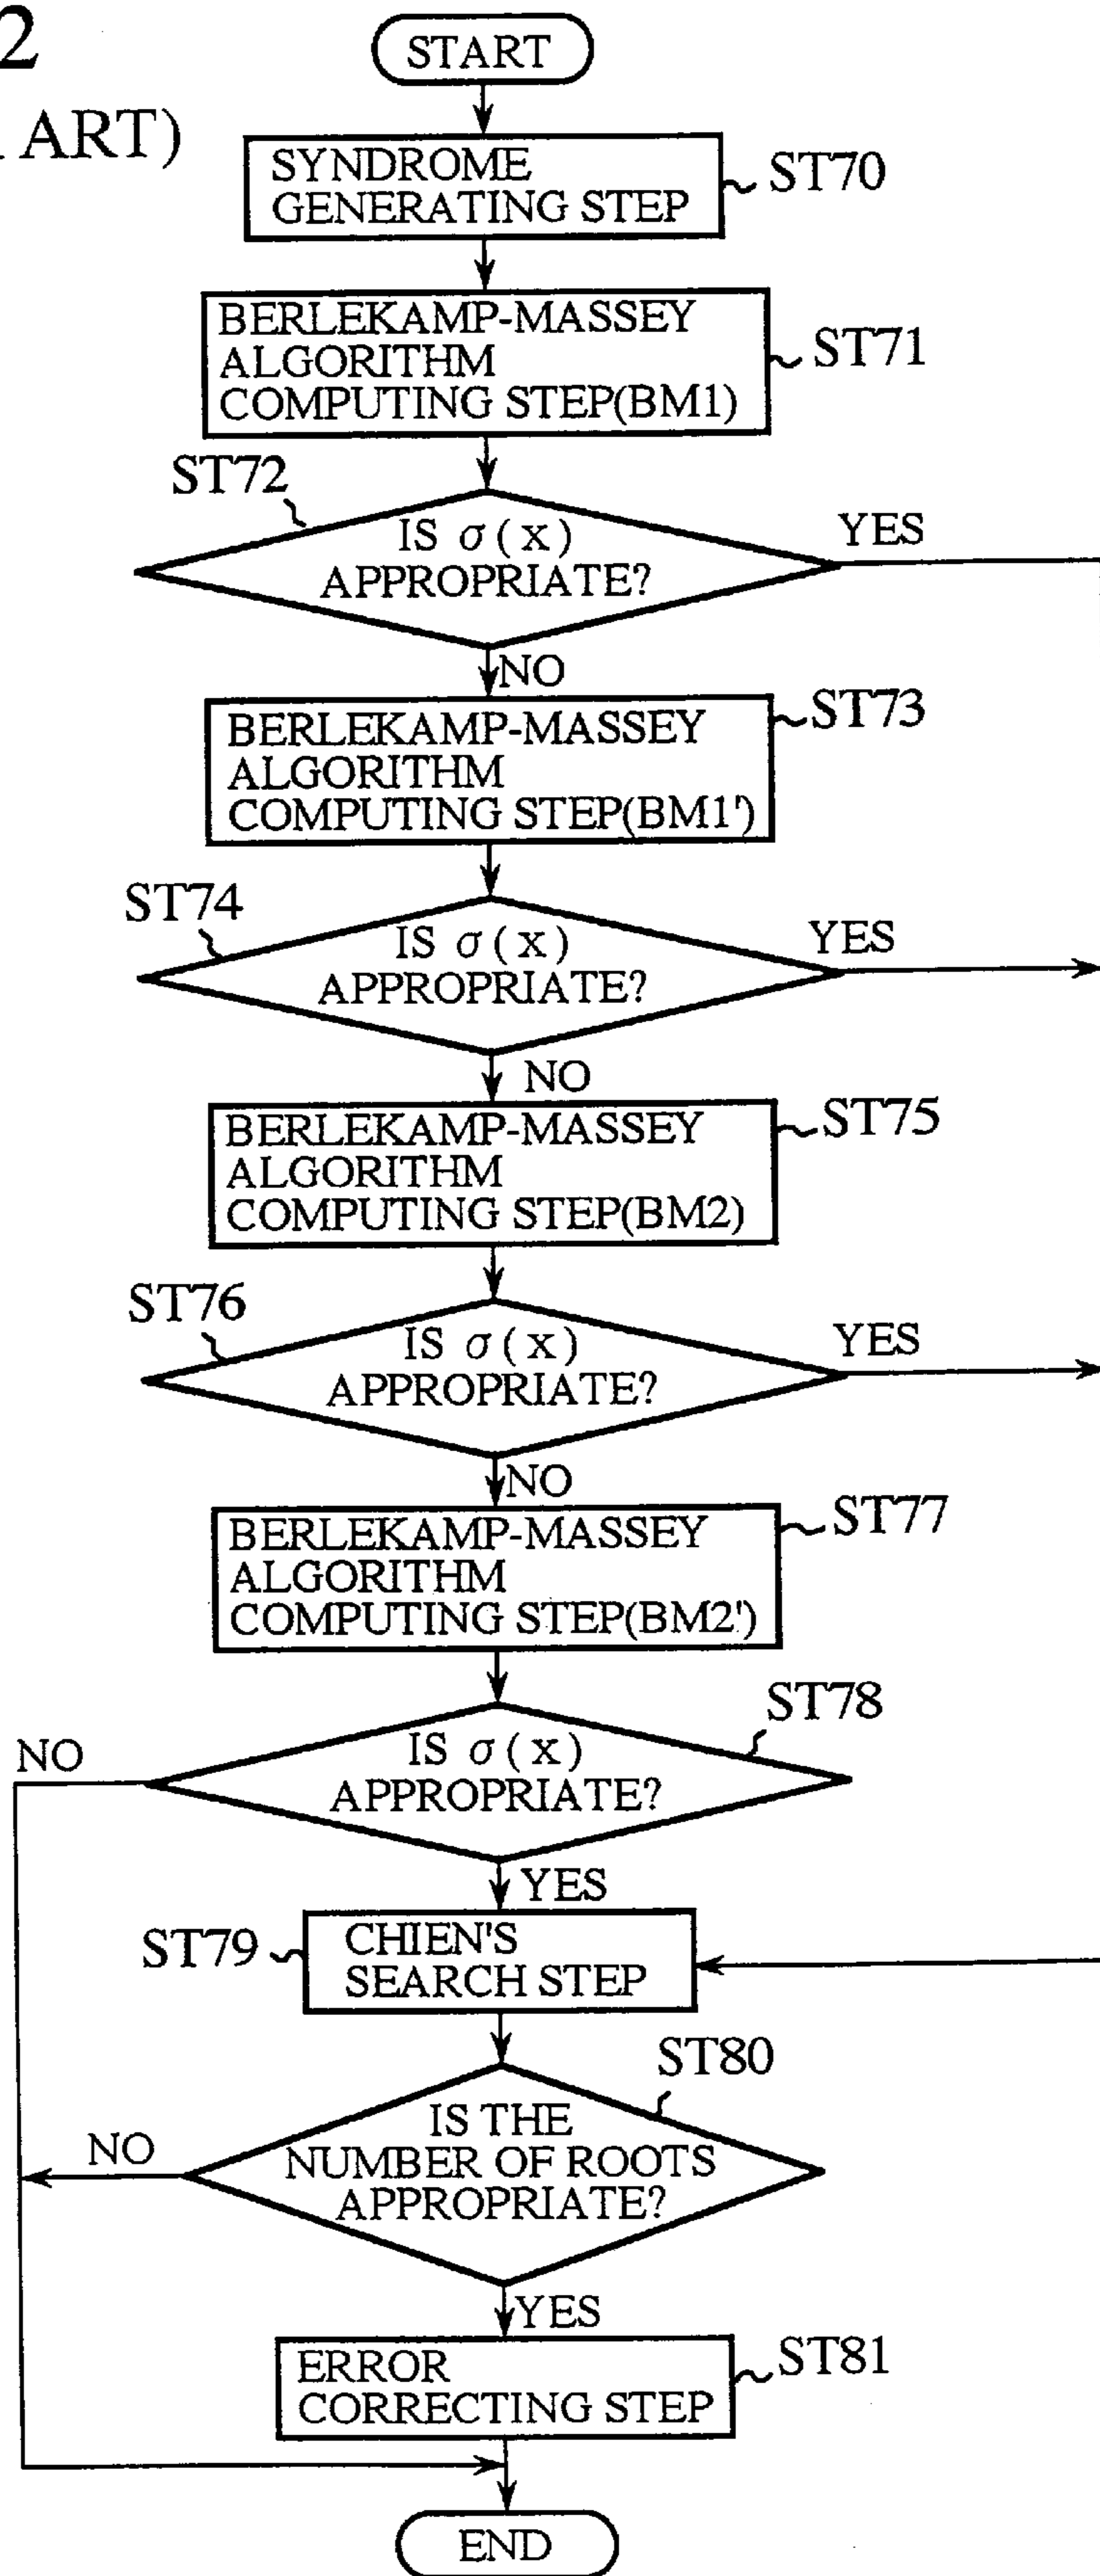 2
ART)
START
SYNDROME
GENERATING STEP
ST70
BERLEKAMP-MASSEY
ALGORITHM
COMPUTING STEP(BM1)
ST71
ST72
IS σ(x)
APPROPRIATE?
YES
NO
BERLEKAMP-MASSEY
ALGORITHM
COMPUTING STEP(BM1')
ST73
ST74
IS σ(x)
APPROPRIATE?
YES
NO
BERLEKAMP-MASSEY
ALGORITHM
COMPUTING STEP(BM2)
ST75
ST76
IS σ(x)
APPROPRIATE?
YES
NO
BERLEKAMP-MASSEY
ALGORITHM
COMPUTING STEP(BM2')
ST77
ST78
NO
IS σ(x)
APPROPRIATE?
YES
ST79
CHIEN'S
SEARCH STEP
ST80
NO
IS THE
NUMBER OF ROOTS
APPROPRIATE?
YES
ERROR
CORRECTING STEP
ST81
END